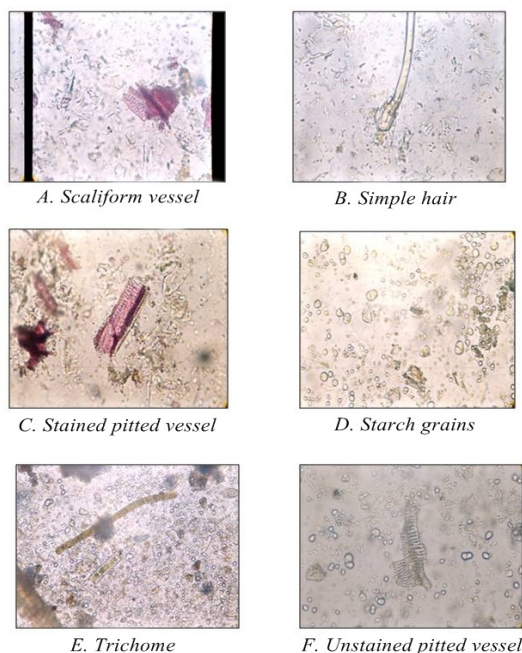 A. Scaliform vessel
B. Simple hair
C. Stained pitted vessel
D. Starch grains
E. Trichome
F. Unstained pitted vessel